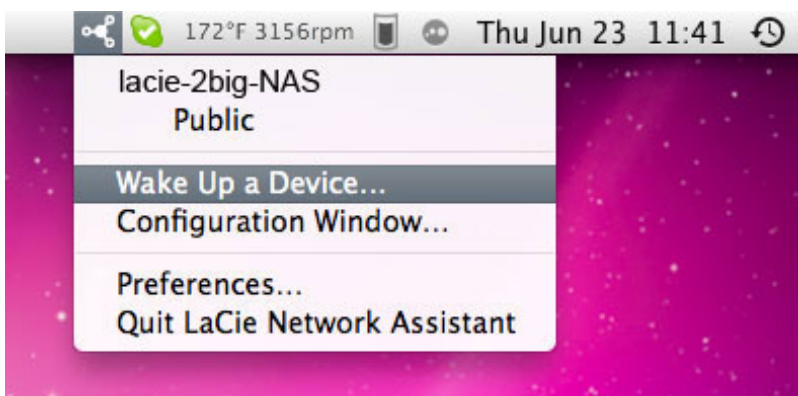 172°F 3156rpm Thu Jun 23 11:41
lacie-2big-NAS
Public
Wake Up a Device...
Configuration Window...
Preferences...
Quit LaCie Network Assistant